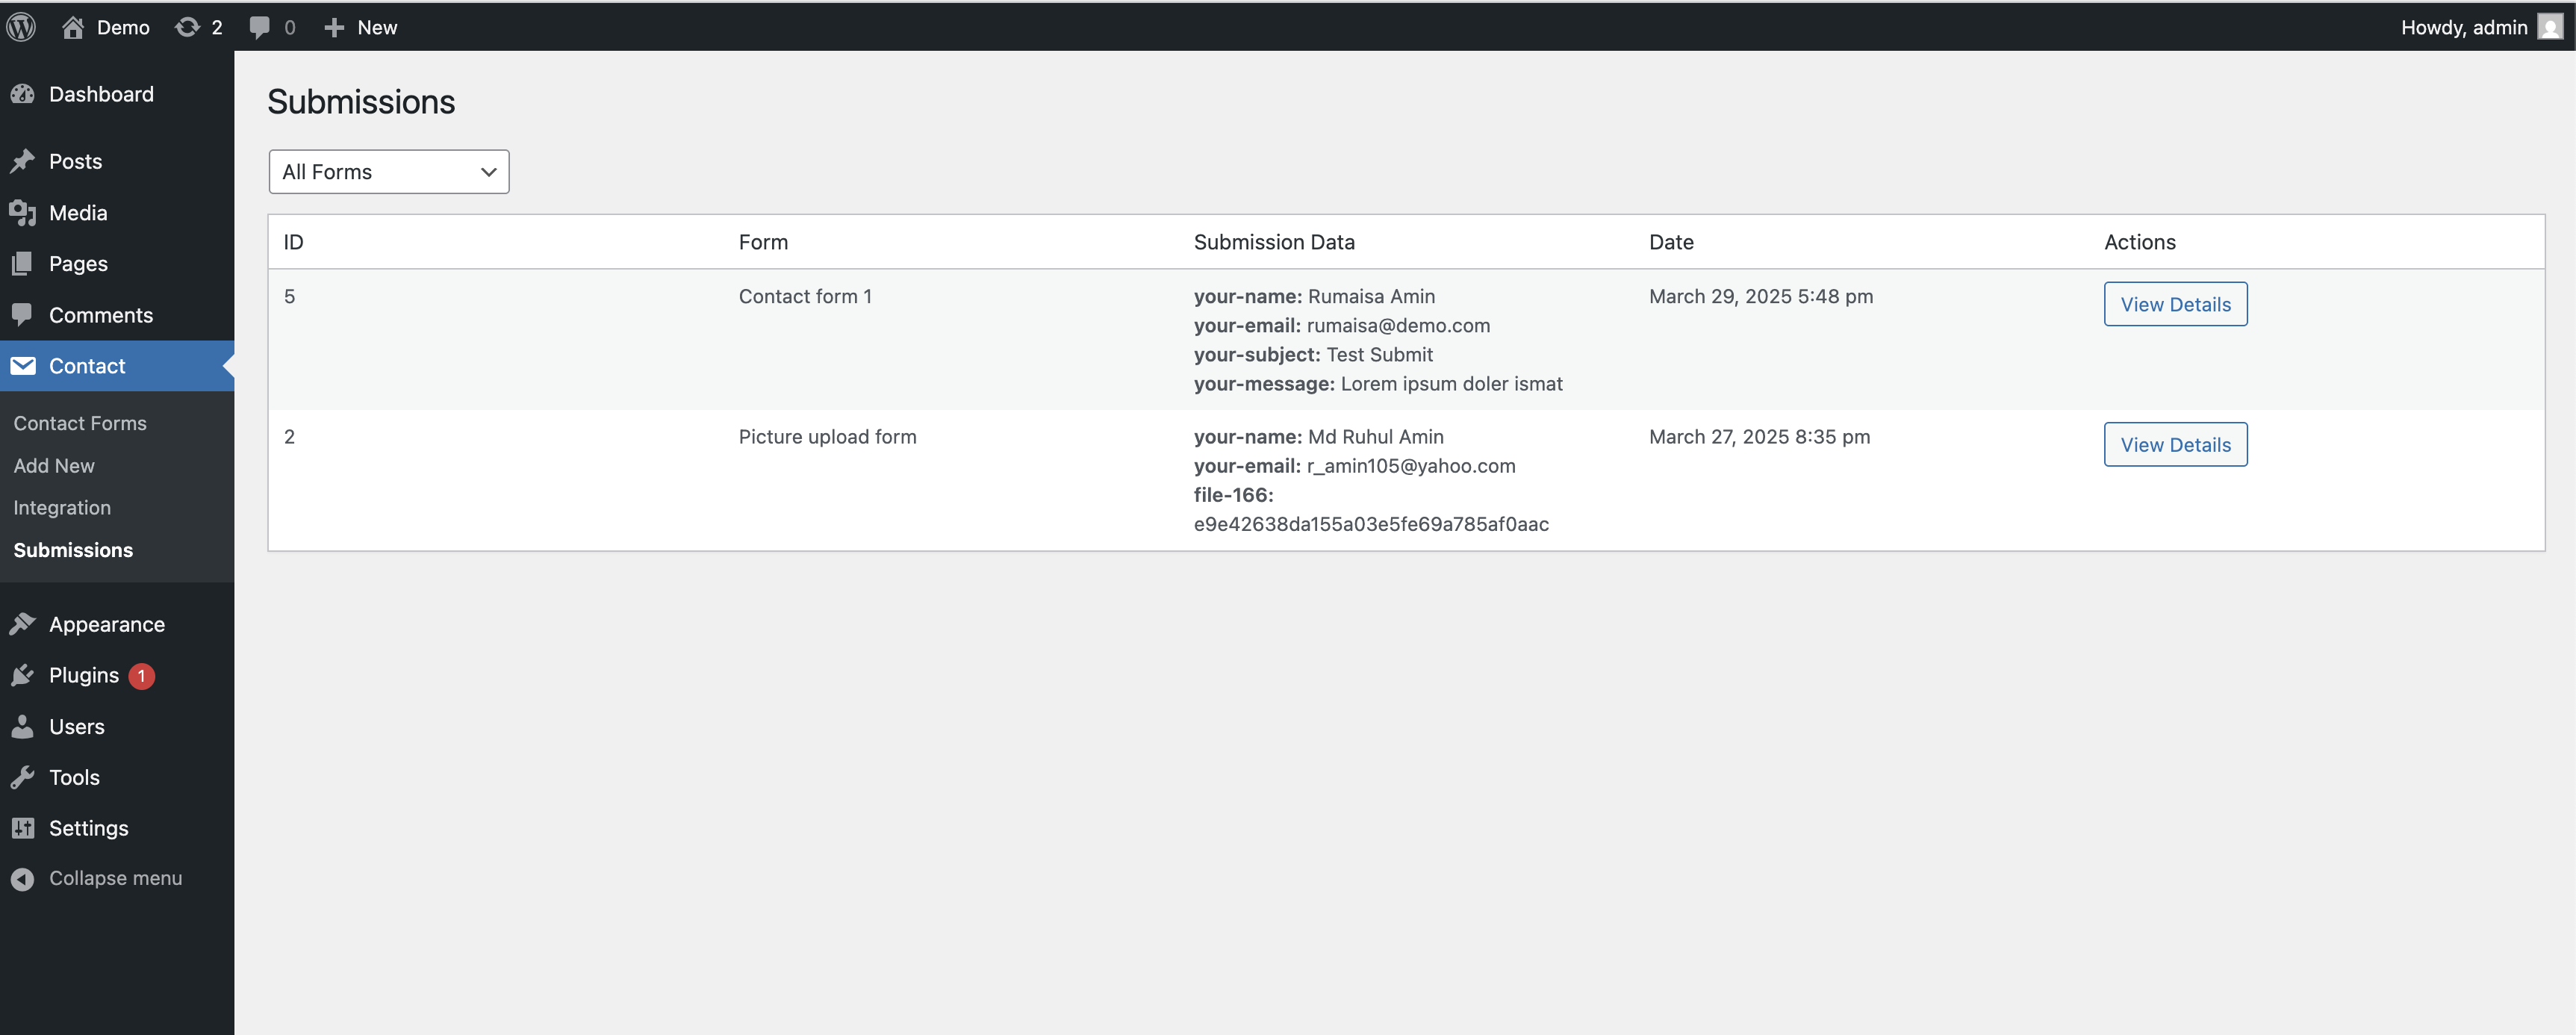 Demo 2 0 New Howdy, admin
Dashboard
Posts
Media
Pages
Comments
Contact
Contact Forms
Add New
Integration
Submissions
Appearance
Plugins 1
Users
Tools
Settings
Collapse menu
Submissions
All Forms
ID Form Submission Data Date Actions
5 Contact form 1 your-name: Rumaisa Amin March 29, 2025 5:48 pm View Details
your-email: rumaisa@demo.com
your-subject: Test Submit
your-message: Lorem ipsum doler ismat
2 Picture upload form your-name: Md Ruhul Amin March 27, 2025 8:35 pm View Details
your-email: r_amin105@yahoo.com
file-166:
e9e42638da155a03e5fe69a785af0aac